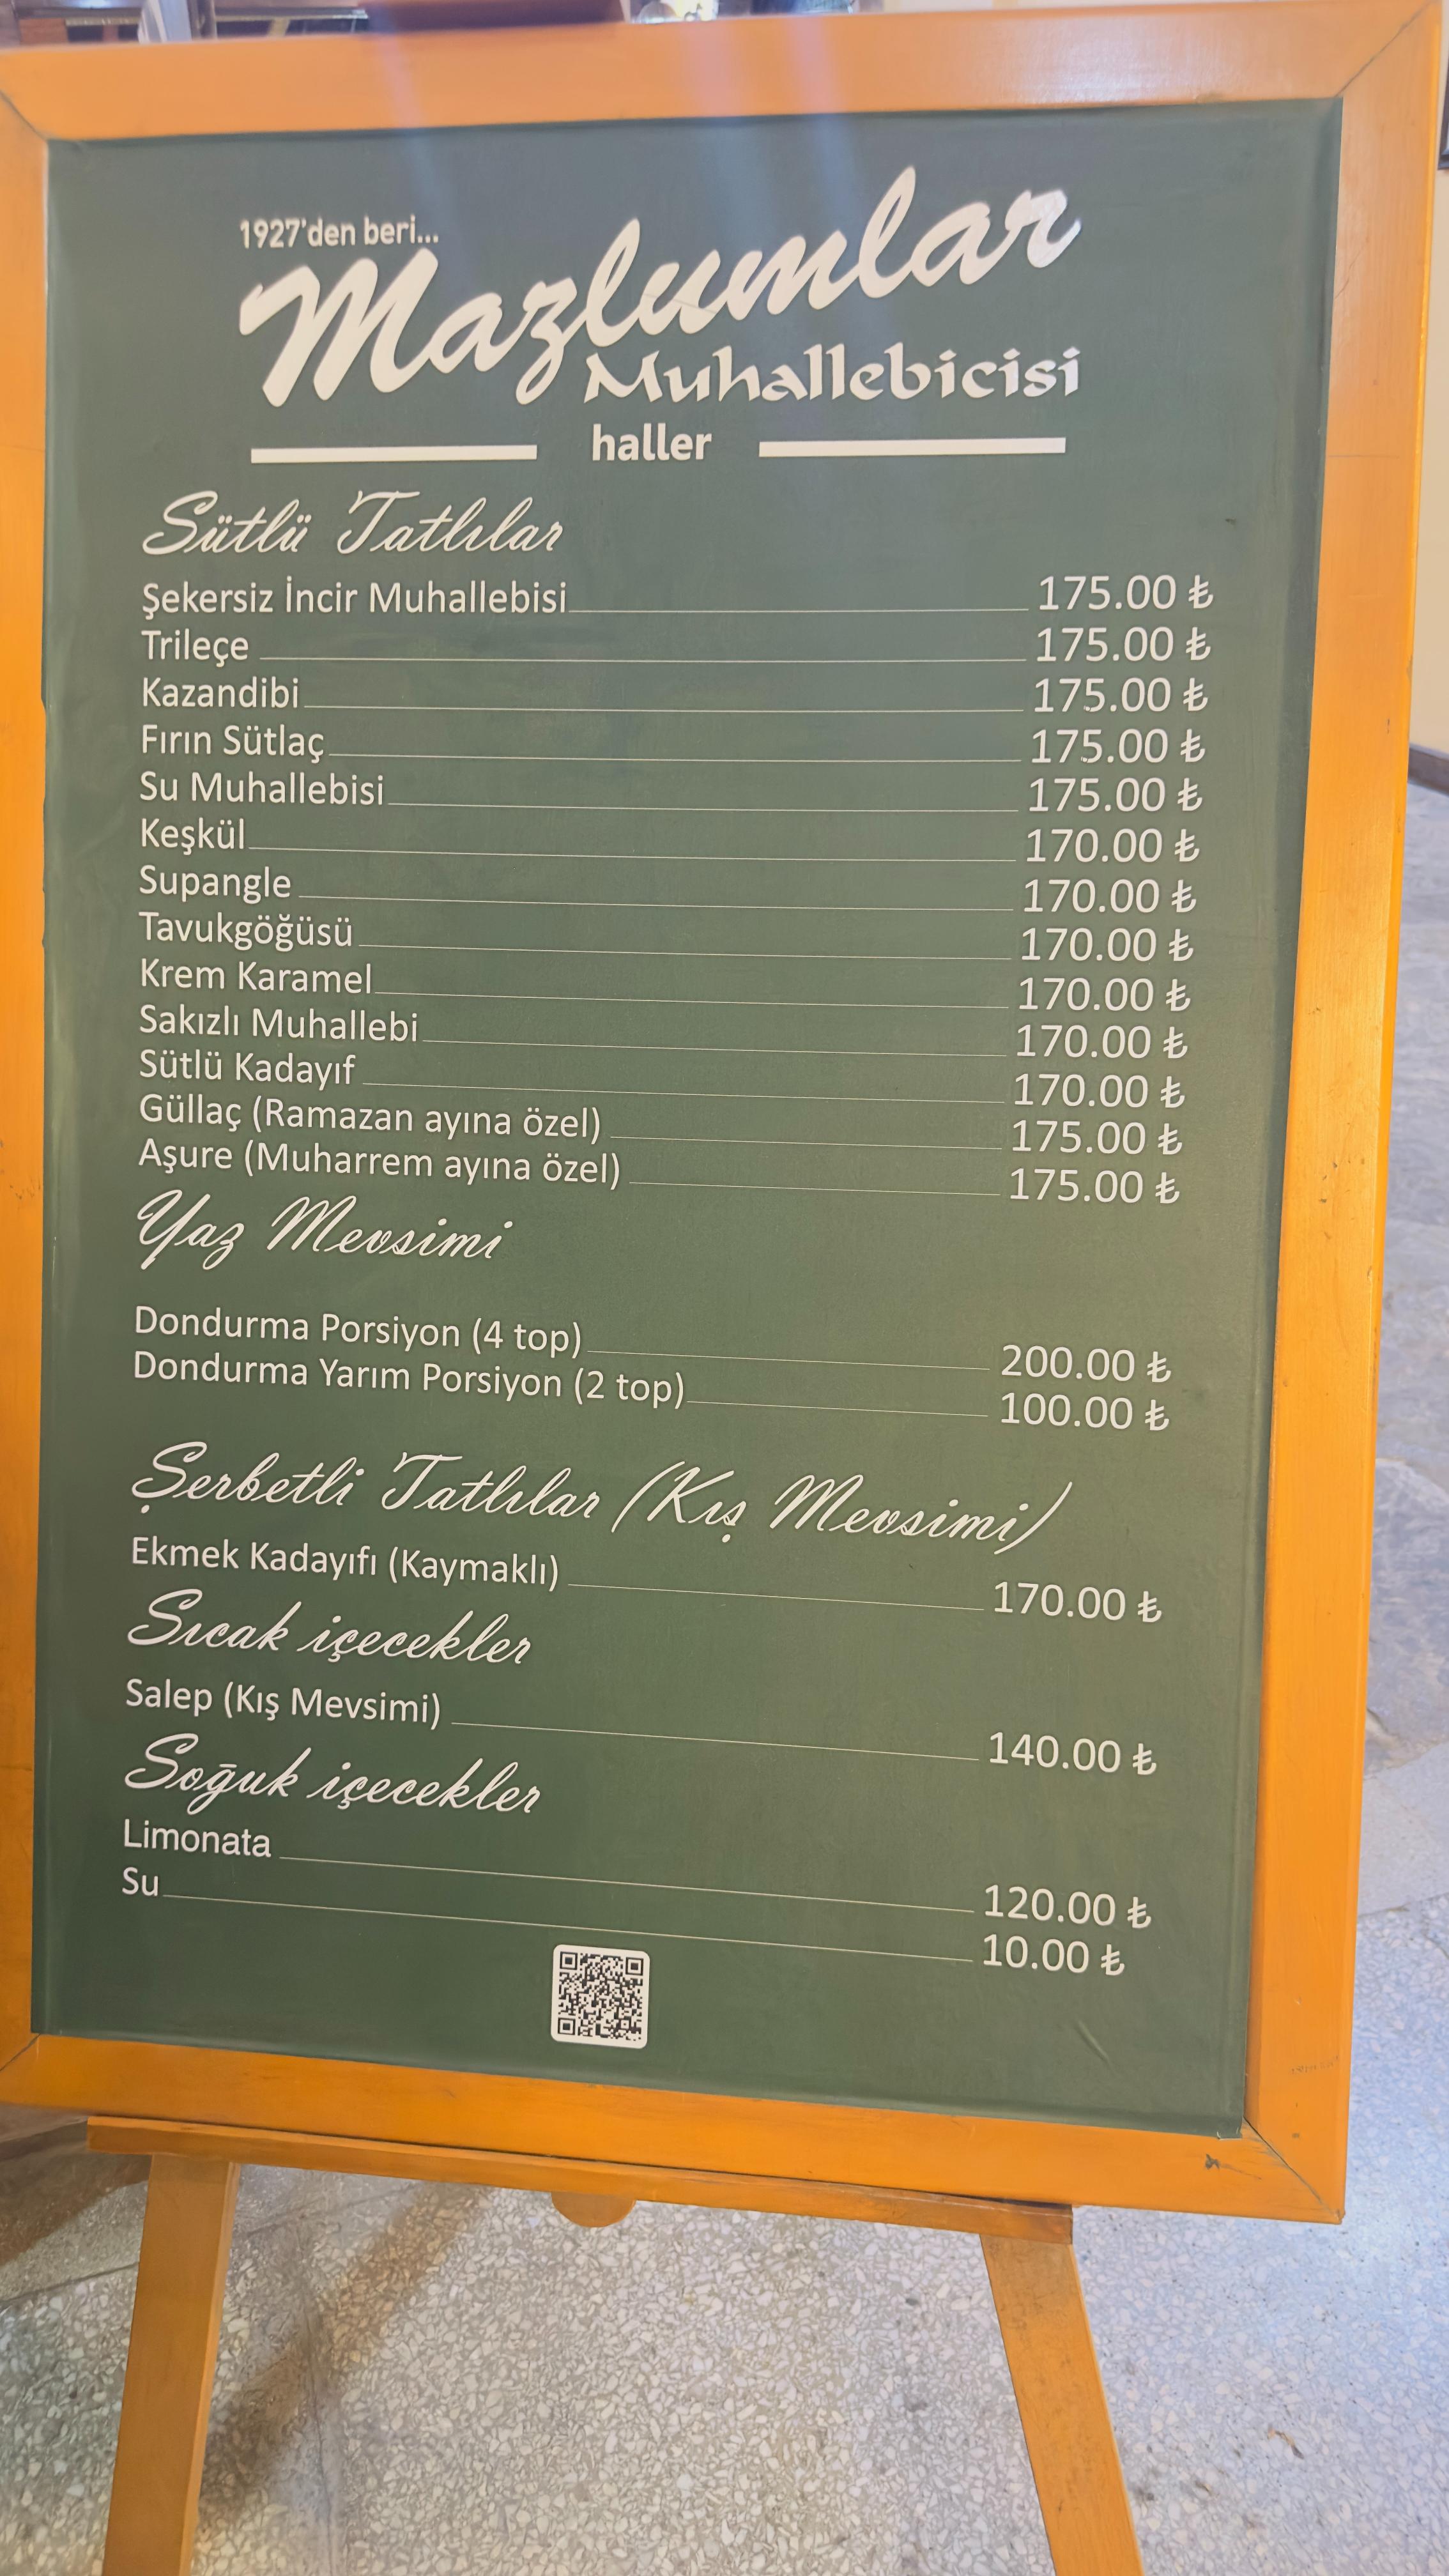 1927'den beri...
Mazlumlar
Muhallebicisi
haller
Sütlü Tatlılar
Şekersiz İncir Muhallebisi 175.00 ₺
Trileçe 175.00 ₺
Kazandibi 175.00 ₺
Fırın Sütlaç 175.00 ₺
Su Muhallebisi 175.00 ₺
Keşkül 170.00 ₺
Supangle 170.00 ₺
Tavukgöğüsü 170.00 ₺
Krem Karamel 170.00 ₺
Sakızlı Muhallebi 170.00 ₺
Sütlü Kadayıf 170.00 ₺
Güllaç (Ramazan ayına özel) 175.00 ₺
Aşure (Muharrem ayına özel) 175.00 ₺
Yaz Mevsimi
Dondurma Porsiyon (4 top) 200.00 ₺
Dondurma Yarım Porsiyon (2 top) 100.00 ₺
Şerbetli Tatlılar (Kış Mevsimi)
Ekmek Kadayıfı (Kaymaklı) 170.00 ₺
Sıcak içecekler
Salep (Kış Mevsimi) 140.00 ₺
Soğuk içecekler
Limonata 120.00 ₺
Su 10.00 ₺